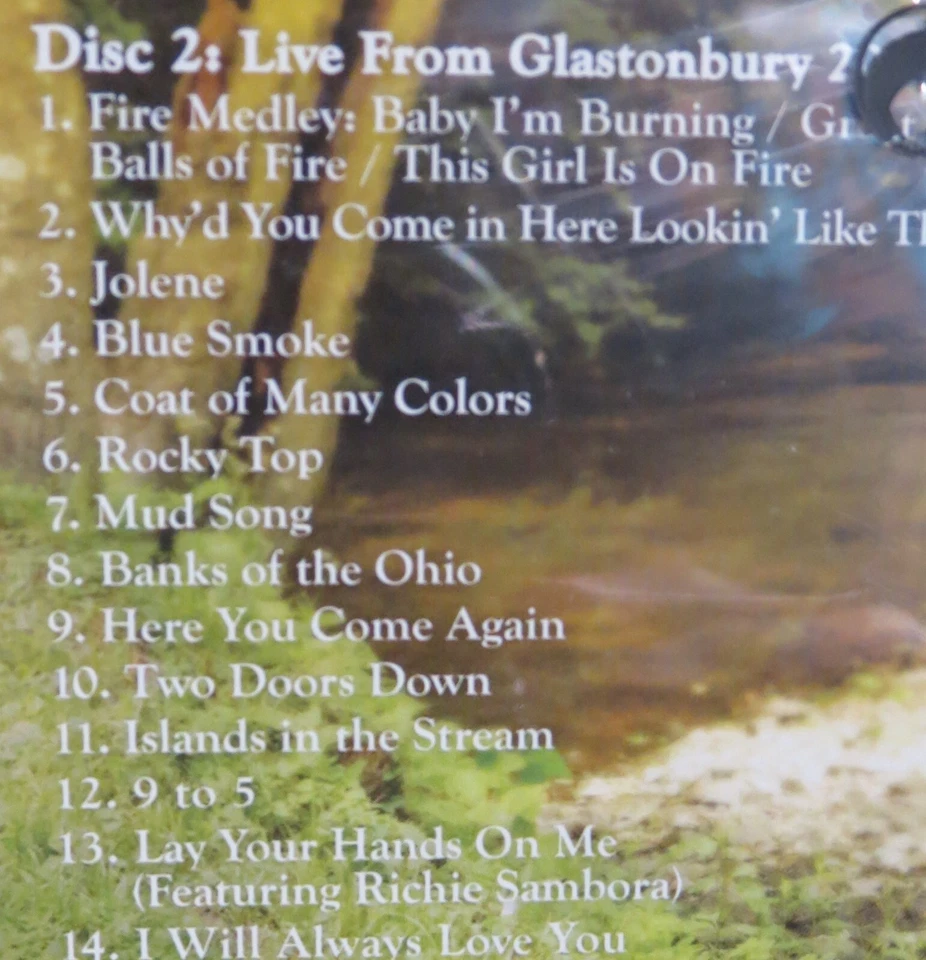 Disc 2: Live From Glastonbury 2
1. Fire Medley: Baby I'm Burning /
Balls of Fire / This Girl Is On Fire
2. Why'd You Come in Here Lookin' Like
3. Jolene
4. Blue Smoke
5. Coat of Many Colors
6. Rocky Top
7. Mud Song
8. Banks of the Ohio
9. Here You Come Again
10. Two Doors Down
11. Islands in the Stream
12. 9 to 5
13. Lay Your Hands On Me
(Featuring Richie Sambora)
14. I Will Always Love You